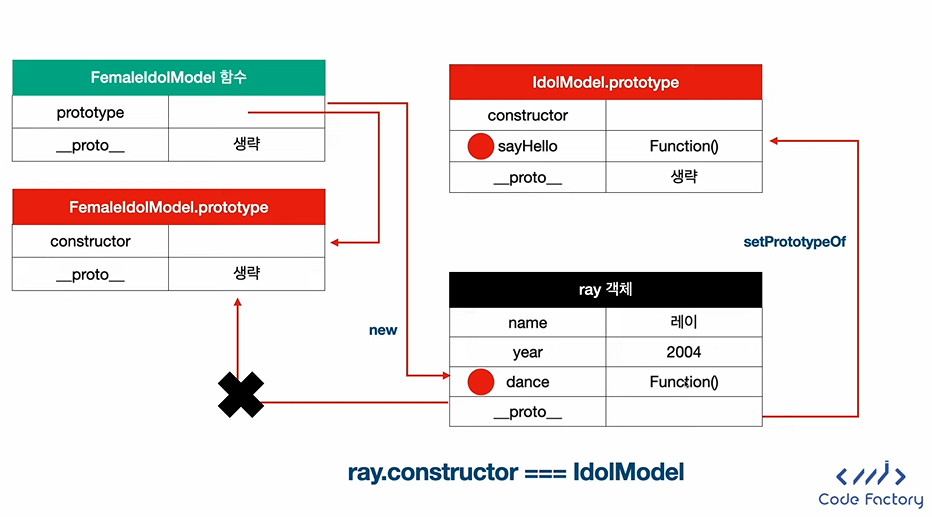 FemaleIdolModel 함수
prototype
__proto__ 생략
FemaleIdolModel.prototype
constructor
__proto__ 생략
IdolModel.prototype
constructor
sayHello Function()
__proto__ 생략
setPrototypeOf
new
ray 객체
name 레이
year 2004
dance Function()
__proto__
ray.constructor === IdolModel
Code Factory